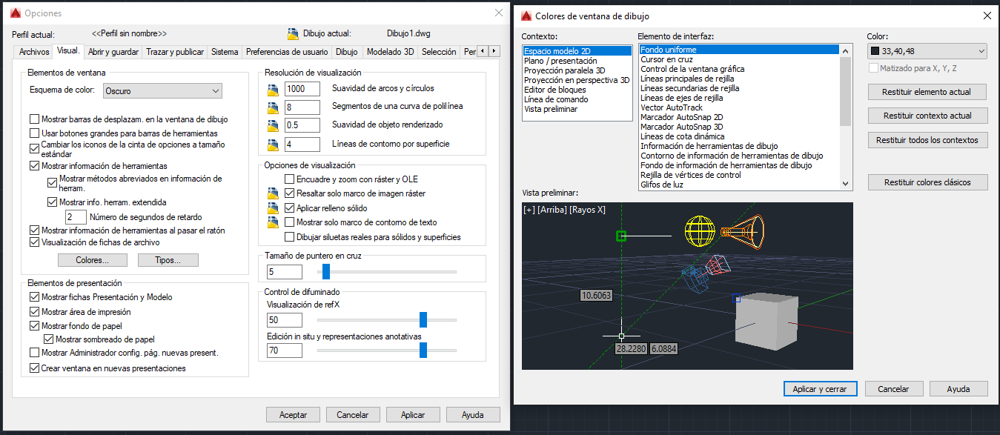 Opciones
Perfil actual:
<<Perfil sin nombre>>
Dibujo actual:
Dibujo1.dwg
Archivos
Visual.
Abrir y guardar
Trazar y publicar
Sistema
Preferencias de usuario
Dibujo
Modelado 3D
Selección
Per
Elementos de ventana
Esquema de color:
Oscuro
Mostrar barras de desplazam. en la ventana de dibujo
Usar botones grandes para barras de herramientas
Cambiar los iconos de la cinta de opciones a tamaño
estándar
Mostrar información de herramientas
Mostrar métodos abreviados en información de
herram.
Mostrar info. herram. extendida
2
Número de segundos de retardo
Mostrar información de herramientas al pasar el ratón
Visualización de fichas de archivo
Colores...
Tipos...
Elementos de presentación
Mostrar fichas Presentación y Modelo
Mostrar área de impresión
Mostrar fondo de papel
Mostrar sombreado de papel
Mostrar Administrador config. pág. nuevas present.
Crear ventana en nuevas presentaciones
Resolución de visualización
1000
Suavidad de arcos y círculos
8
Segmentos de una curva de polilínea
0.5
Suavidad de objeto renderizado
4
Líneas de contorno por superficie
Opciones de visualización
Encuadre y zoom con ráster y OLE
Resaltar solo marco de imagen ráster
Aplicar relleno sólido
Mostrar solo marco de contorno de texto
Dibujar siluetas reales para sólidos y superficies
Tamaño de puntero en cruz
5
Control de difuminado
Visualización de refX
50
Edición in situ y representaciones anotativas
70
Aceptar
Cancelar
Aplicar
Ayuda
Colores de ventana de dibujo
Contexto:
Espacio modelo 2D
Plano / presentación
Proyección paralela 3D
Proyección en perspectiva 3D
Editor de bloques
Línea de comando
Vista preliminar
Elemento de interfaz:
Fondo uniforme
Cursor en cruz
Control de la ventana gráfica
Líneas principales de rejilla
Líneas secundarias de rejilla
Líneas de ejes de rejilla
Vector AutoTrack
Marcador AutoSnap 2D
Marcador AutoSnap 3D
Líneas de cota dinámica
Información de herramientas de dibujo
Contorno de información de herramientas de dibujo
Fondo de información de herramientas de dibujo
Rejilla de vértices de control
Glifos de luz
Color:
33,40,48
Matizado para X, Y, Z
Restituir elemento actual
Restituir contexto actual
Restituir todos los contextos
Restituir colores clásicos
Vista preliminar:
[+] [Arriba] [Rayos X]
10.6063
28.2280
6.0884
Aplicar y cerrar
Cancelar
Ayuda